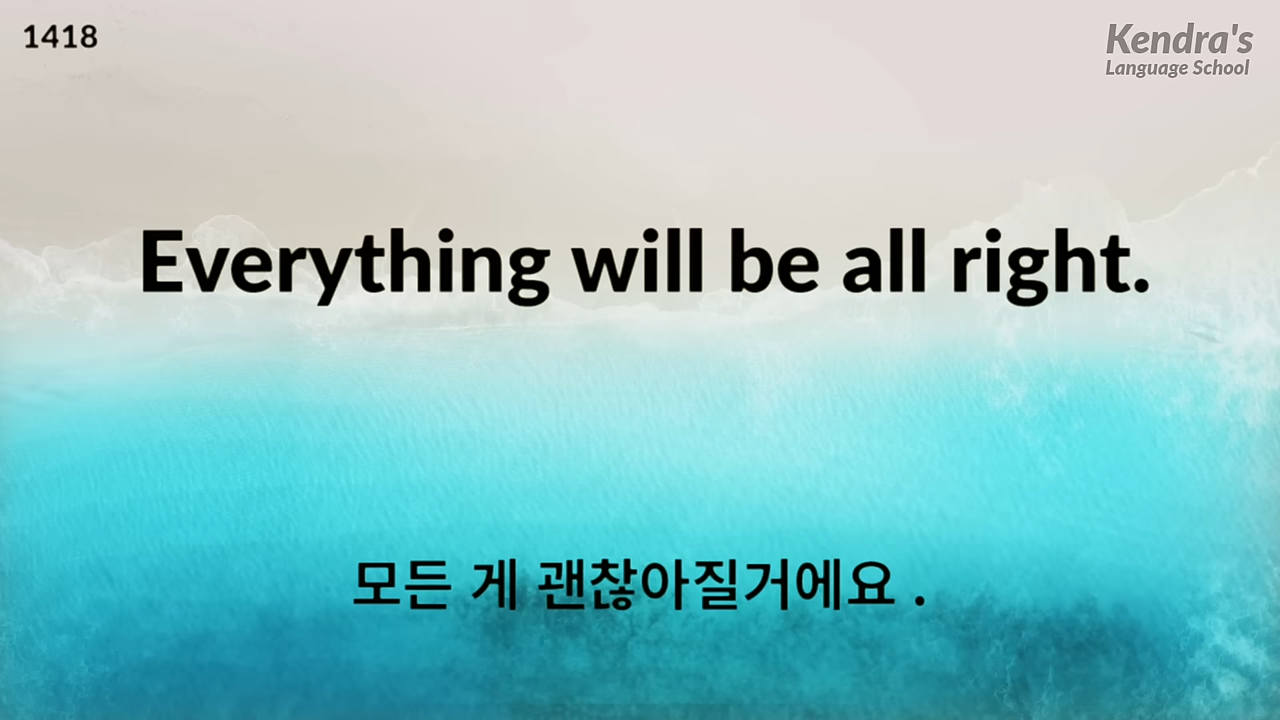 1418
Kendra's
Language School
Everything will be all right.
모든 게 괜찮아질거에요 .